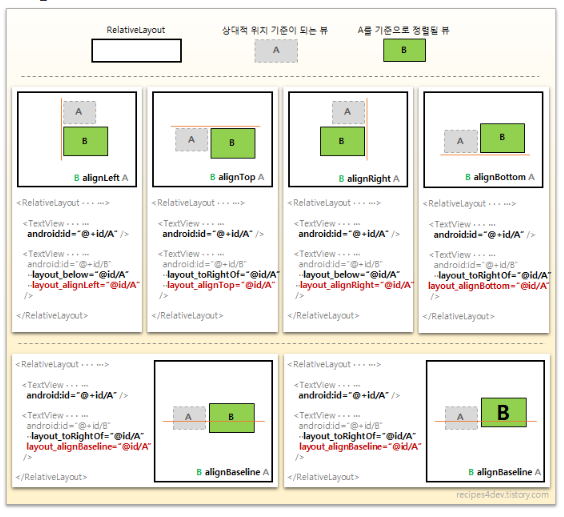 RelativeLayout
상대적 위치 기준이 되는 뷰
A를 기준으로 정렬될 뷰
A
B
A
B
B alignLeft A
<RelativeLayout ··· ···>
<TextView ··· ···
android:id="@+id/A" />
<TextView ··· ···
android:id="@+id/B"
··layout_below="@id/A"
··layout_alignLeft="@id/A"
/>
</RelativeLayout>
A
B
B alignTop A
<RelativeLayout ··· ···>
<TextView ··· ···
android:id="@+id/A" />
<TextView ··· ···
android:id="@+id/B"
··layout_toRightOf="@id/A"
··layout_alignTop="@id/A"
/>
</RelativeLayout>
A
B
B alignRight A
<RelativeLayout ··· ···>
<TextView ··· ···
android:id="@+id/A" />
<TextView ··· ···
android:id="@+id/B"
··layout_below="@id/A"
··layout_alignRight="@id/A"
/>
</RelativeLayout>
A
B
B alignBottom A
<RelativeLayout ··· ···>
<TextView ··· ···
android:id="@+id/A" />
<TextView ··· ···
android:id="@+id/B"
··layout_toRightOf="@id/A"
layout_alignBottom="@id/A"
/>
</RelativeLayout>
<RelativeLayout ··· ···>
<TextView ··· ···
android:id="@+id/A" />
<TextView ··· ···
android:id="@+id/B"
··layout_toRightOf="@id/A"
layout_alignBaseline="@id/A"
/>
</RelativeLayout>
A
B
B alignBaseline A
<RelativeLayout ··· ···>
<TextView ··· ···
android:id="@+id/A" />
<TextView ··· ···
android:id="@+id/B"
··layout_toRightOf="@id/A"
layout_alignBaseline="@id/A"
/>
</RelativeLayout>
A
B
B alignBaseline A
recipes4dev.tistory.com